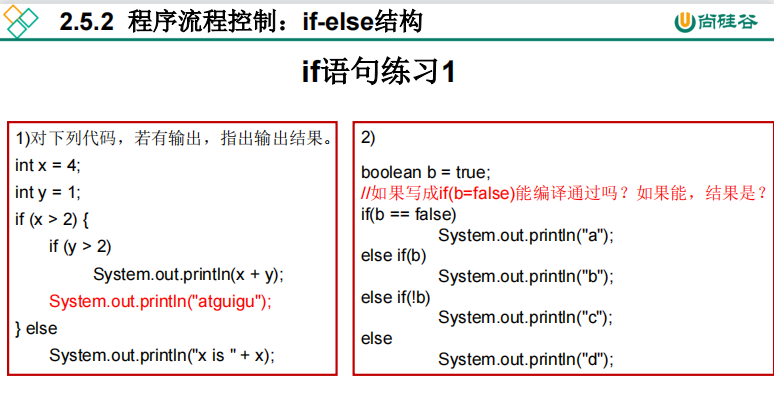 2.5.2 程序流程控制：if-else结构
尚硅谷
if语句练习1
1)对下列代码，若有输出，指出输出结果。
int x = 4;
int y = 1;
if (x > 2) {
if (y > 2)
System.out.println(x + y);
System.out.println("atguigu");
} else
System.out.println("x is " + x);
2)
boolean b = true;
//如果写成if(b=false)能编译通过吗？如果能，结果是？
if(b == false)
System.out.println("a");
else if(b)
System.out.println("b");
else if(!b)
System.out.println("c");
else
System.out.println("d");